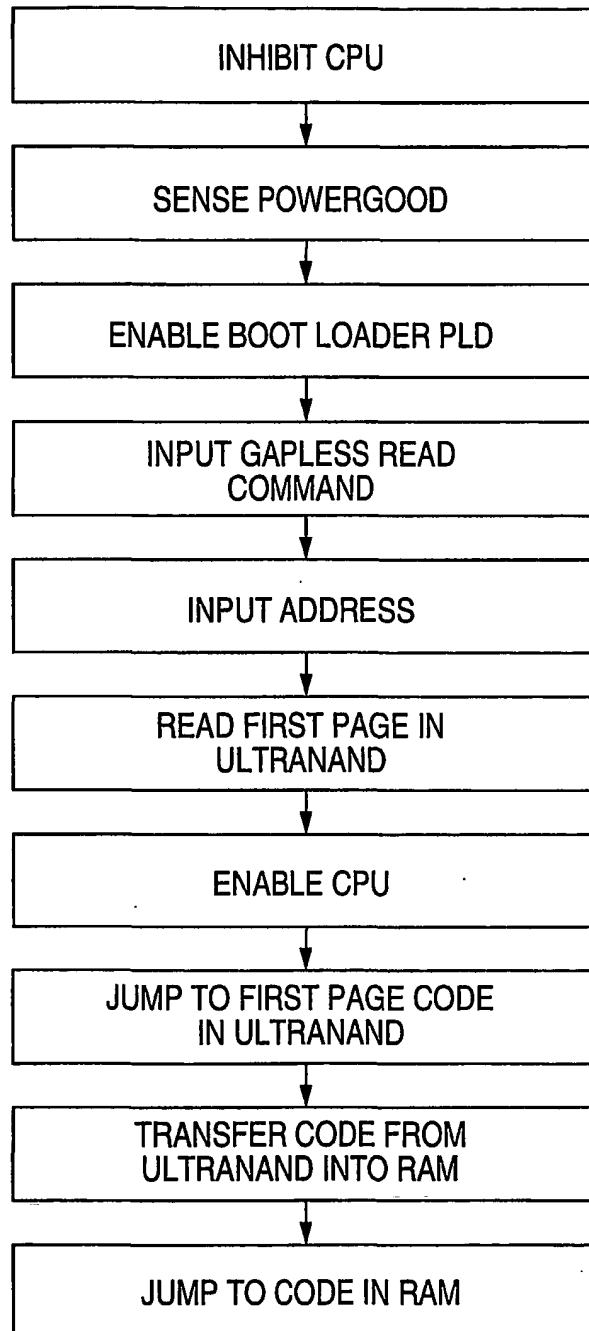 INHIBIT CPU
SENSE POWERGOOD
ENABLE BOOT LOADER PLD
INPUT GAPLESS READ
COMMAND
INPUT ADDRESS
READ FIRST PAGE IN
ULTRANAND
ENABLE CPU
JUMP TO FIRST PAGE CODE
IN ULTRANAND
TRANSFER CODE FROM
ULTRANAND INTO RAM
JUMP TO CODE IN RAM